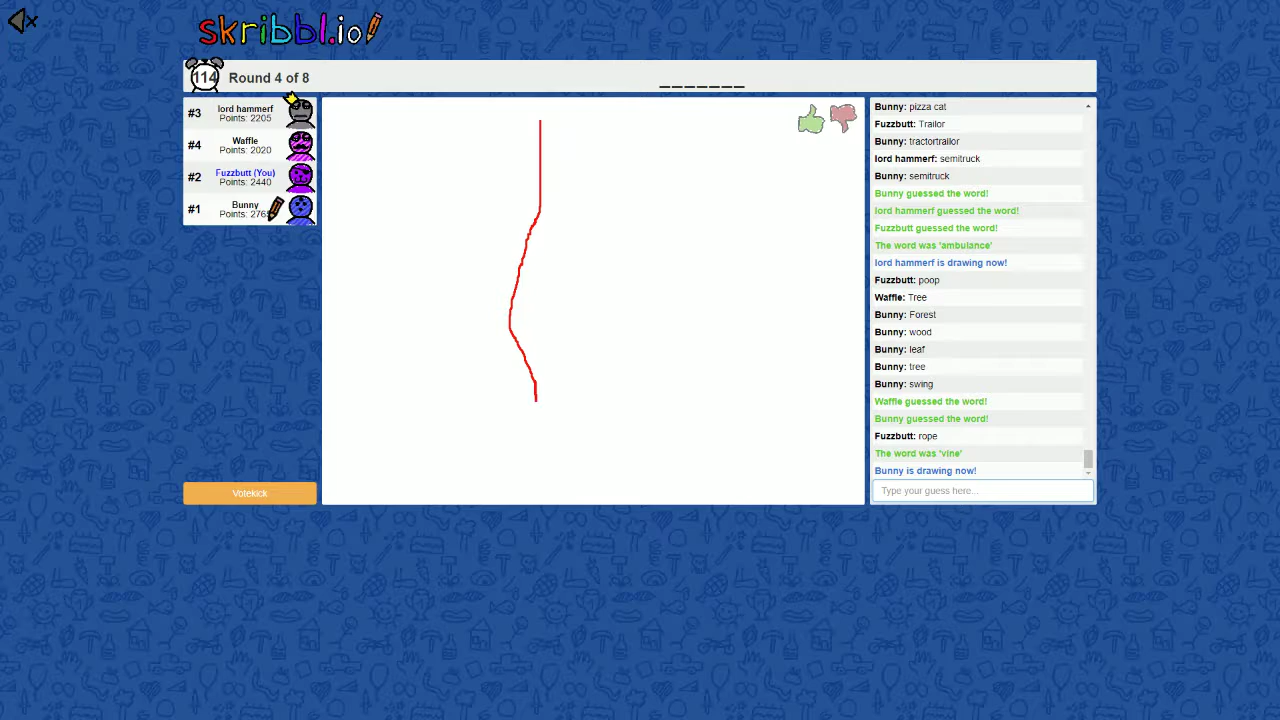 skribbl.io
114
Round 4 of 8
_______
#3
lord hammerf
Points: 2205
#4
Waffle
Points: 2020
#2
Fuzzbutt (You)
Points: 2440
#1
Bunny
Votekick
Bunny: pizza cat
Fuzzbutt: Trailor
Bunny: tractortrailor
lord hammerf: semitruck
Bunny: semitruck
Bunny guessed the word!
lord hammerf guessed the word!
Fuzzbutt guessed the word!
The word was 'ambulance'
lord hammerf is drawing now!
Fuzzbutt: poop
Waffle: Tree
Bunny: Forest
Bunny: wood
Bunny: leaf
Bunny: tree
Bunny: swing
Waffle guessed the word!
Bunny guessed the word!
Fuzzbutt: rope
The word was 'vine'
Bunny is drawing now!
Type your guess here...